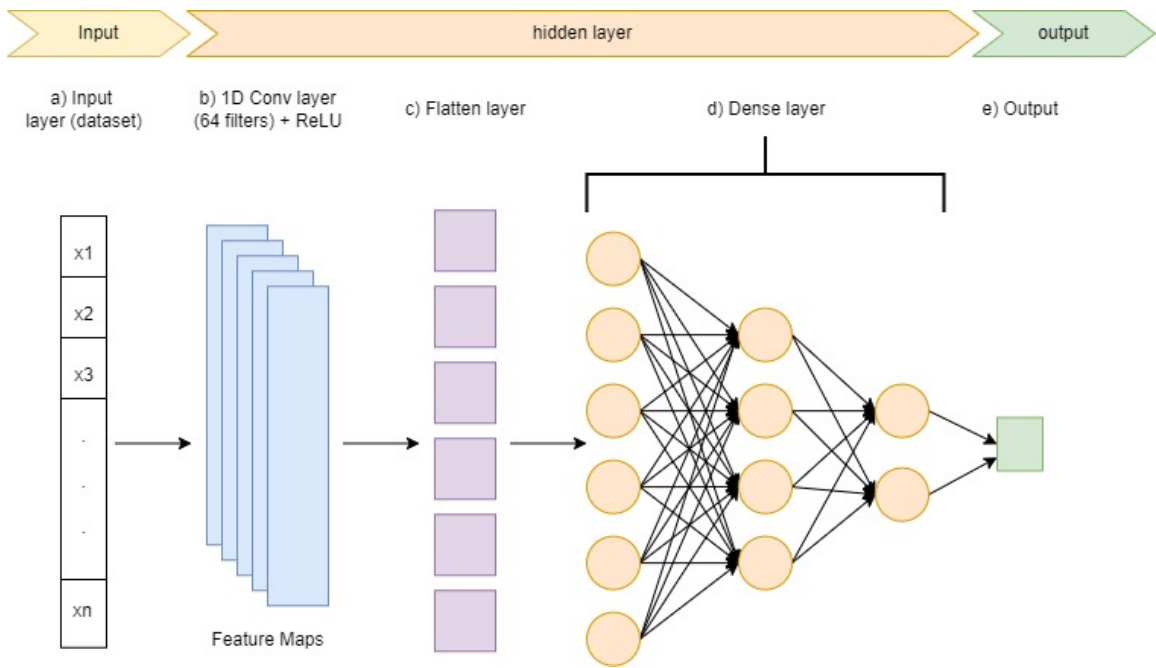 Input
hidden layer
output
a) Input
layer (dataset)
b) 1D Conv layer
(64 filters) + ReLU
c) Flatten layer
d) Dense layer
e) Output
x1
x2
x3
.
.
xn
Feature Maps